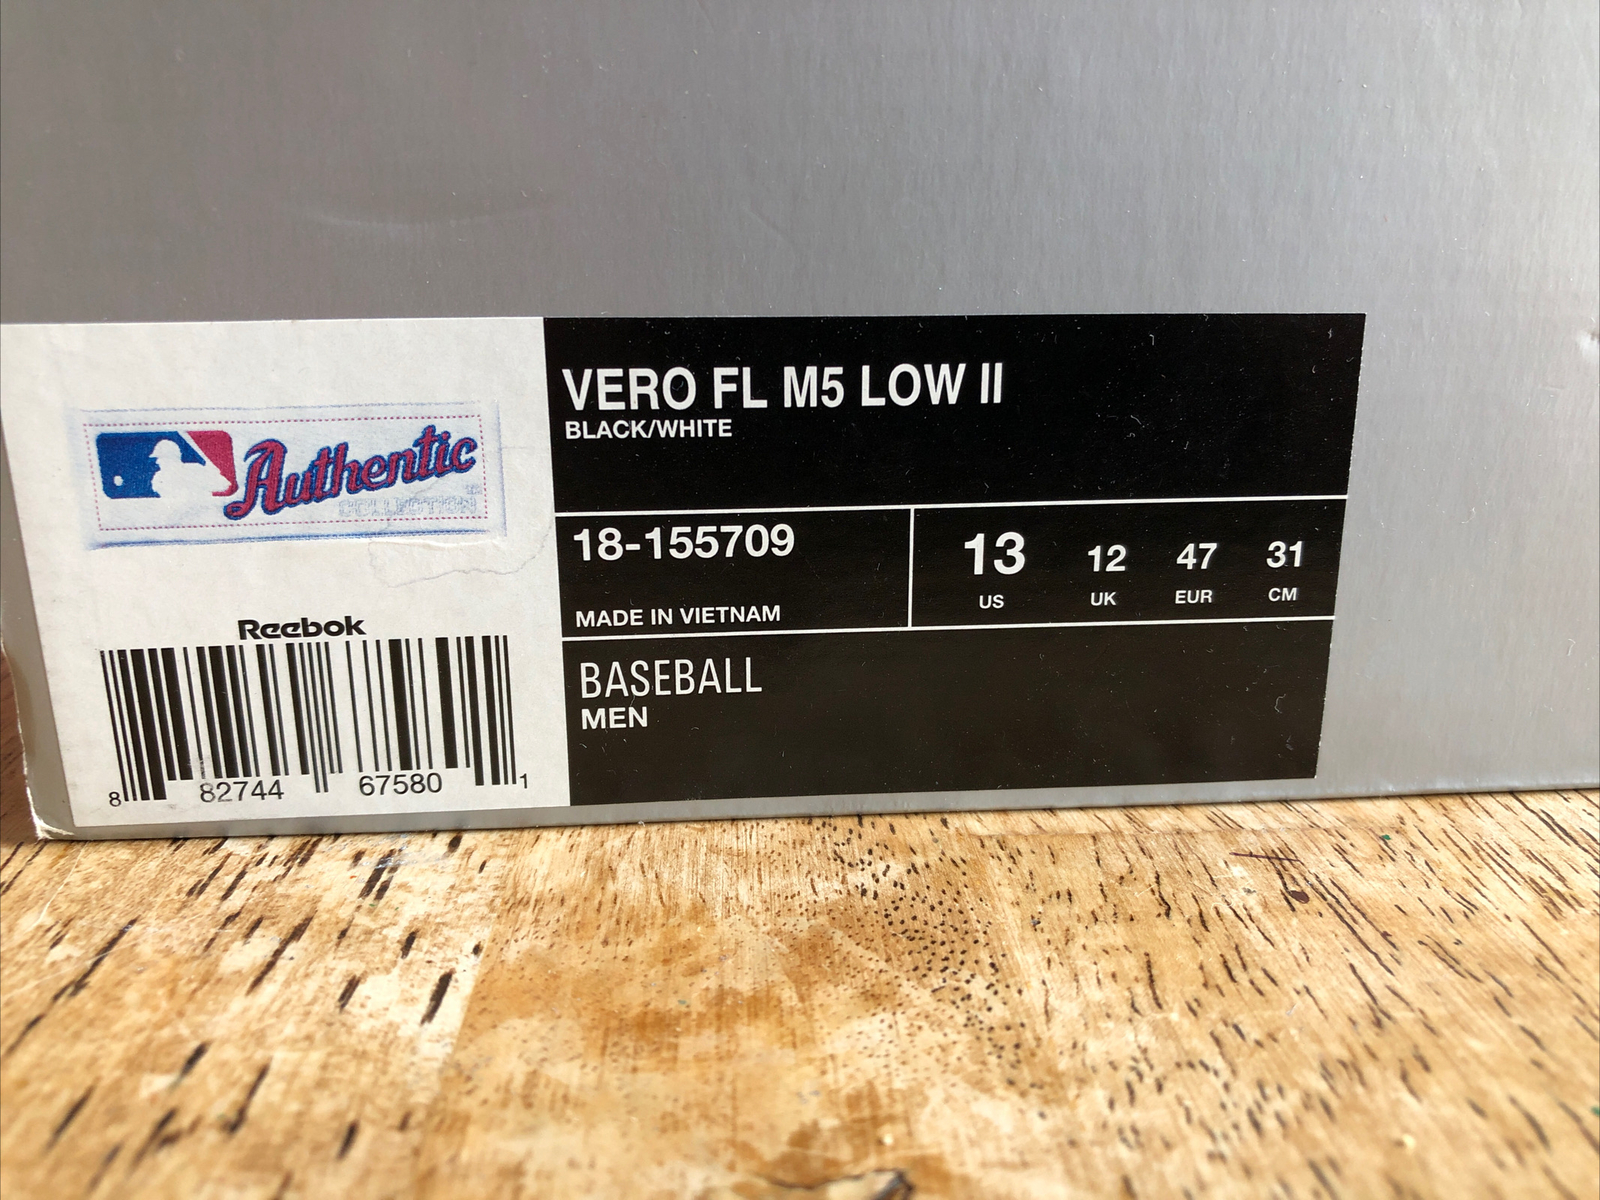 VERO FL M5 LOW II
BLACK/WHITE
Authentic
COLLECTION
18-155709
MADE IN VIETNAM
13 12 47 31
US UK EUR CM
BASEBALL
MEN
Reebok
8 82744 67580 1